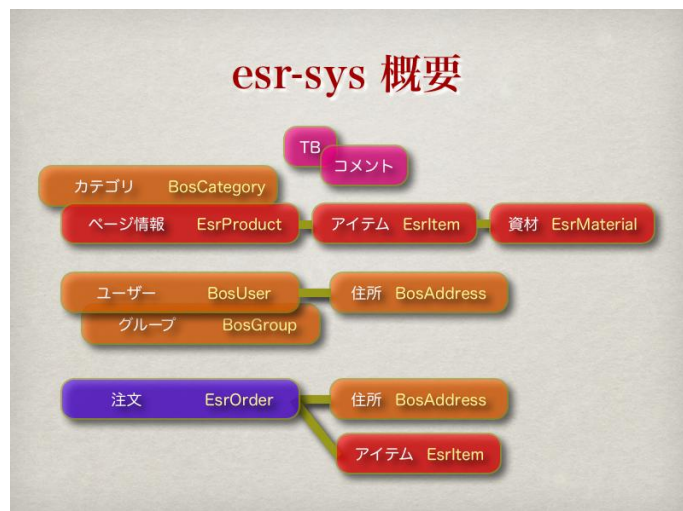 esr-sys 概要
TB
コメント
カテゴリ BosCategory
ページ情報 EsrProduct
アイテム EsrItem
資材 EsrMaterial
ユーザー BosUser
住所 BosAddress
グループ BosGroup
注文 EsrOrder
住所 BosAddress
アイテム EsrItem